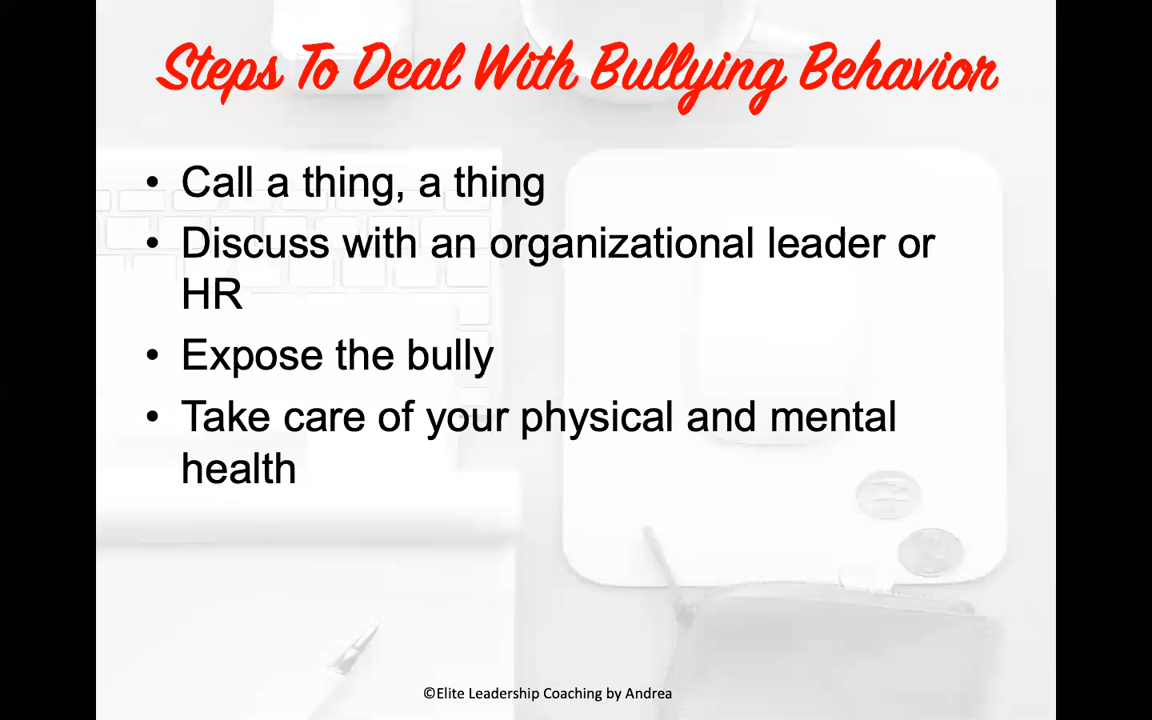 Steps To Deal With Bullying Behavior
• Call a thing, a thing
• Discuss with an organizational leader or
HR
• Expose the bully
• Take care of your physical and mental
health
©Elite Leadership Coaching by Andrea